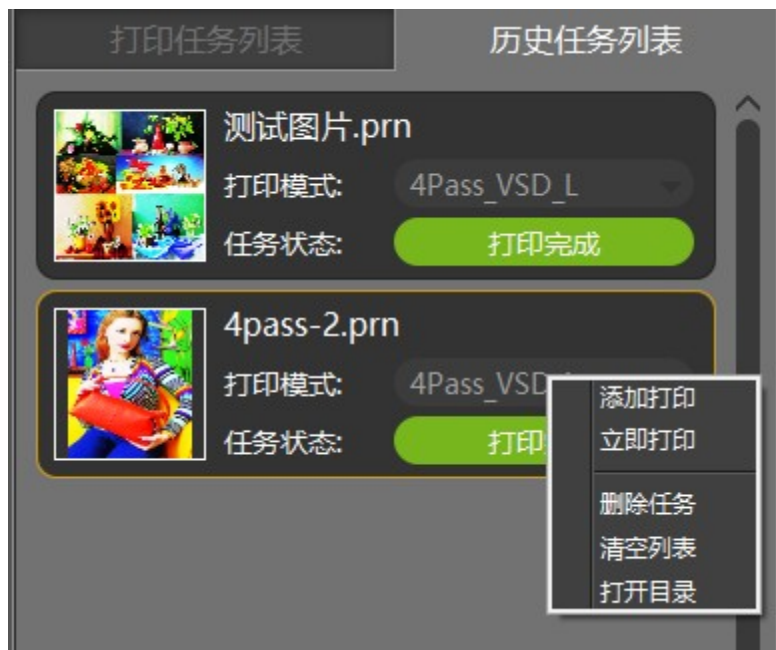 打印任务列表 历史任务列表
测试图片.prn
打印模式: 4Pass_VSD_L
任务状态: 打印完成
4pass-2.prn
打印模式: 4Pass_VSD
任务状态: 打印
添加打印
立即打印
删除任务
清空列表
打开目录